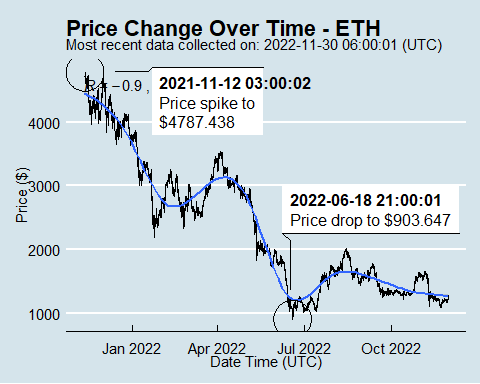 Price Change Over Time - ETH
Most recent data collected on: 2022-11-30 06:00:01 (UTC)
−0.9 ,
2021-11-12 03:00:02
Price spike to
$4787.438
4000
3000
2000
1000
Price ($)
2022-06-18 21:00:01
Price drop to $903.647
Jan 2022
Apr 2022
Jul 2022
Oct 2022
Date Time (UTC)